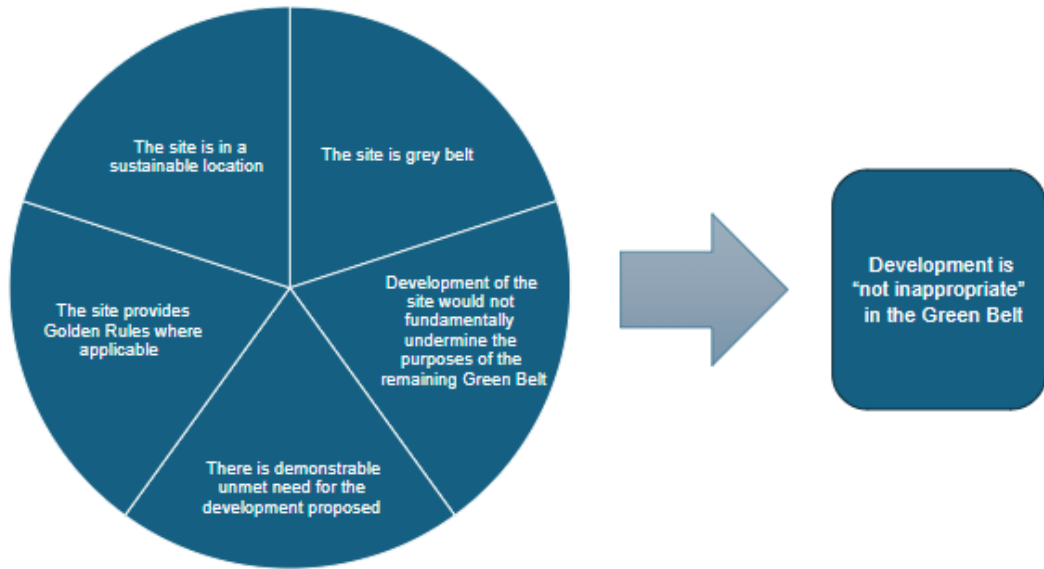 The site is in a
sustainable location
The site is grey belt
The site provides
Golden Rules where
applicable
Development of the
site would not
fundamentally
undermine the
purposes of the
remaining Green Belt
There is demonstrable
unmet need for the
development proposed
Development is
“not inappropriate”
in the Green Belt